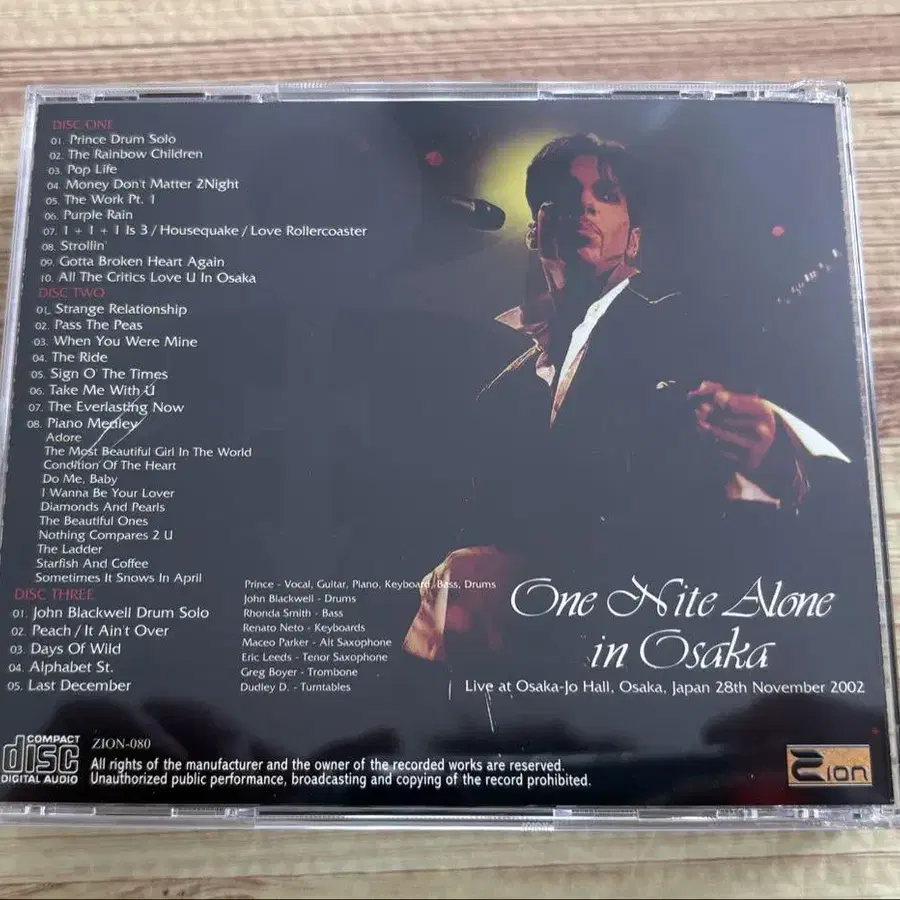 DISC ONE
01. Prince Drum Solo
02. The Rainbow Children
03. Pop Life
04. Money Don't Matter 2Night
05. The Work Pt. 1
06. Purple Rain
07. 1 + 1 + 1 Is 3 / Housequake / Love Rollercoaster
08. Strollin'
09. Gotta Broken Heart Again
10. All The Critics Love U In Osaka
DISC TWO
01. Strange Relationship
02. Pass The Peas
03. When You Were Mine
04. The Ride
05. Sign O' The Times
06. Take Me With U
07. The Everlasting Now
08. Piano Medley
Adore
The Most Beautiful Girl In The World
Condition Of The Heart
Do Me, Baby
I Wanna Be Your Lover
Diamonds And Pearls
The Beautiful Ones
Nothing Compares 2 U
The Ladder
Starfish And Coffee
Sometimes It Snows In April
DISC THREE
01. John Blackwell Drum Solo
02. Peach / It Ain't Over
03. Days Of Wild
04. Alphabet St.
05. Last December
Prince - Vocal, Guitar, Piano, Keyboard, Bass, Drums
John Blackwell - Drums
Rhonda Smith - Bass
Renato Neto - Keyboards
Maceo Parker - Alt Saxophone
Eric Leeds - Tenor Saxophone
Greg Boyer - Trombone
Dudley D. - Turntables
One Nite Alone
in Osaka
Live at Osaka-Jo Hall, Osaka, Japan 28th November 2002
COMPACT
disc
DIGITAL AUDIO
ZION-080
All rights of the manufacturer and the owner of the recorded works are reserved.
Unauthorized public performance, broadcasting and copying of the record prohibited.
Zion